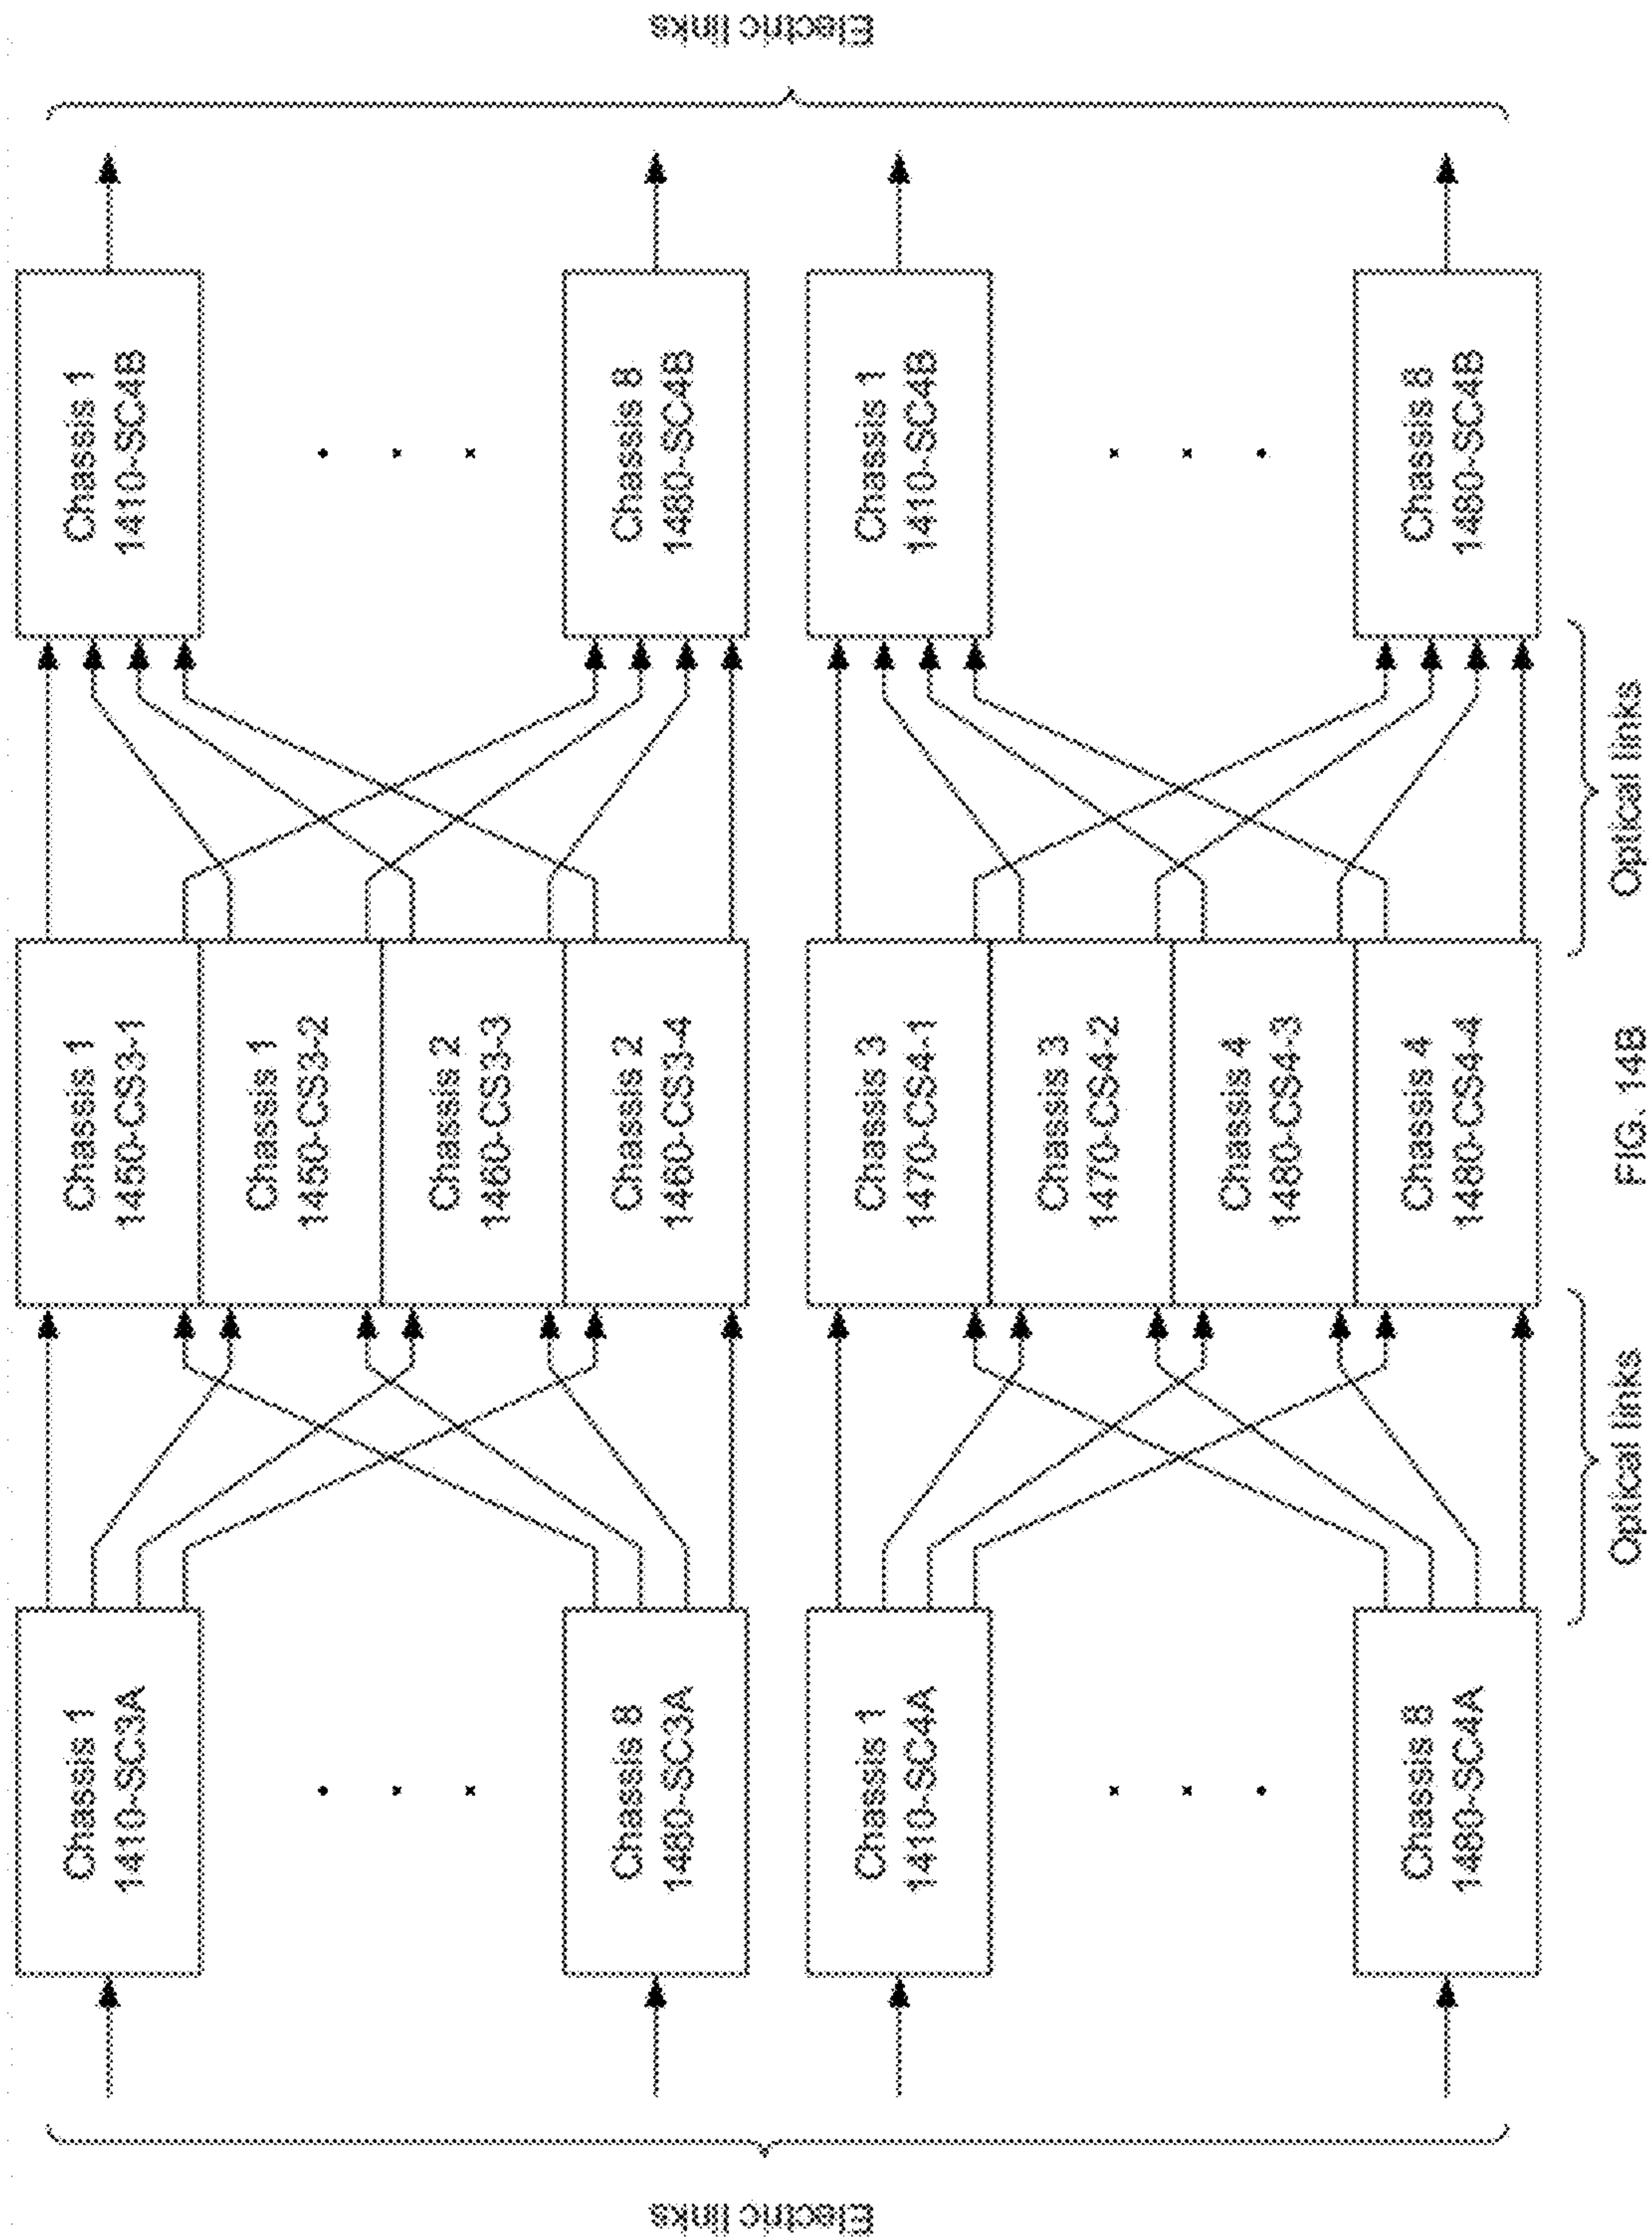 Electric links
Chassis 1
1410-SC3A
Chassis 8
1480-SC3A
Chassis 1
1410-SC4A
Chassis 8
1480-SC4A
Optical links
Chassis 1
1450-CS3-1
Chassis 1
1450-CS3-2
Chassis 2
1460-CS3-3
Chassis 2
1460-CS3-4
Chassis 3
1470-CS4-1
Chassis 3
1470-CS4-2
Chassis 4
1480-CS4-3
Chassis 4
1480-CS4-4
Optical links
Chassis 1
1410-SC4B
Chassis 8
1480-SC4B
Chassis 1
1410-SC4B
Chassis 8
1480-SC4B
Electric links
FIG. 14B